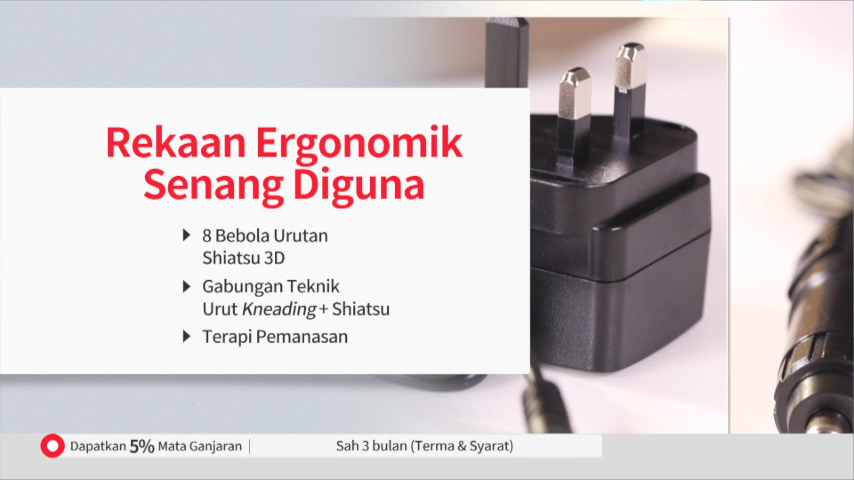 Rekaan Ergonomik
Senang Diguna
8 Bebola Urutan
Shiatsu 3D
Gabungan Teknik
Urut Kneading + Shiatsu
Terapi Pemanasan
Dapatkan 5% Mata Ganjaran
Sah 3 bulan (Terma & Syarat)